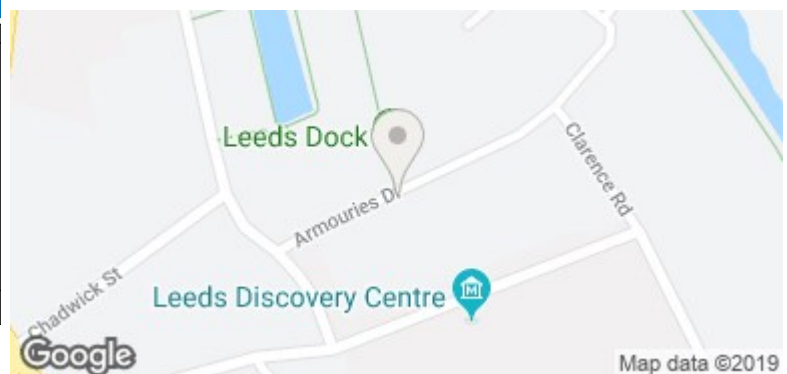 Leeds Dock
Clarence Rd
Armouries Dr
Chadwick St
Leeds Discovery Centre
M
Google
Map data ©2019